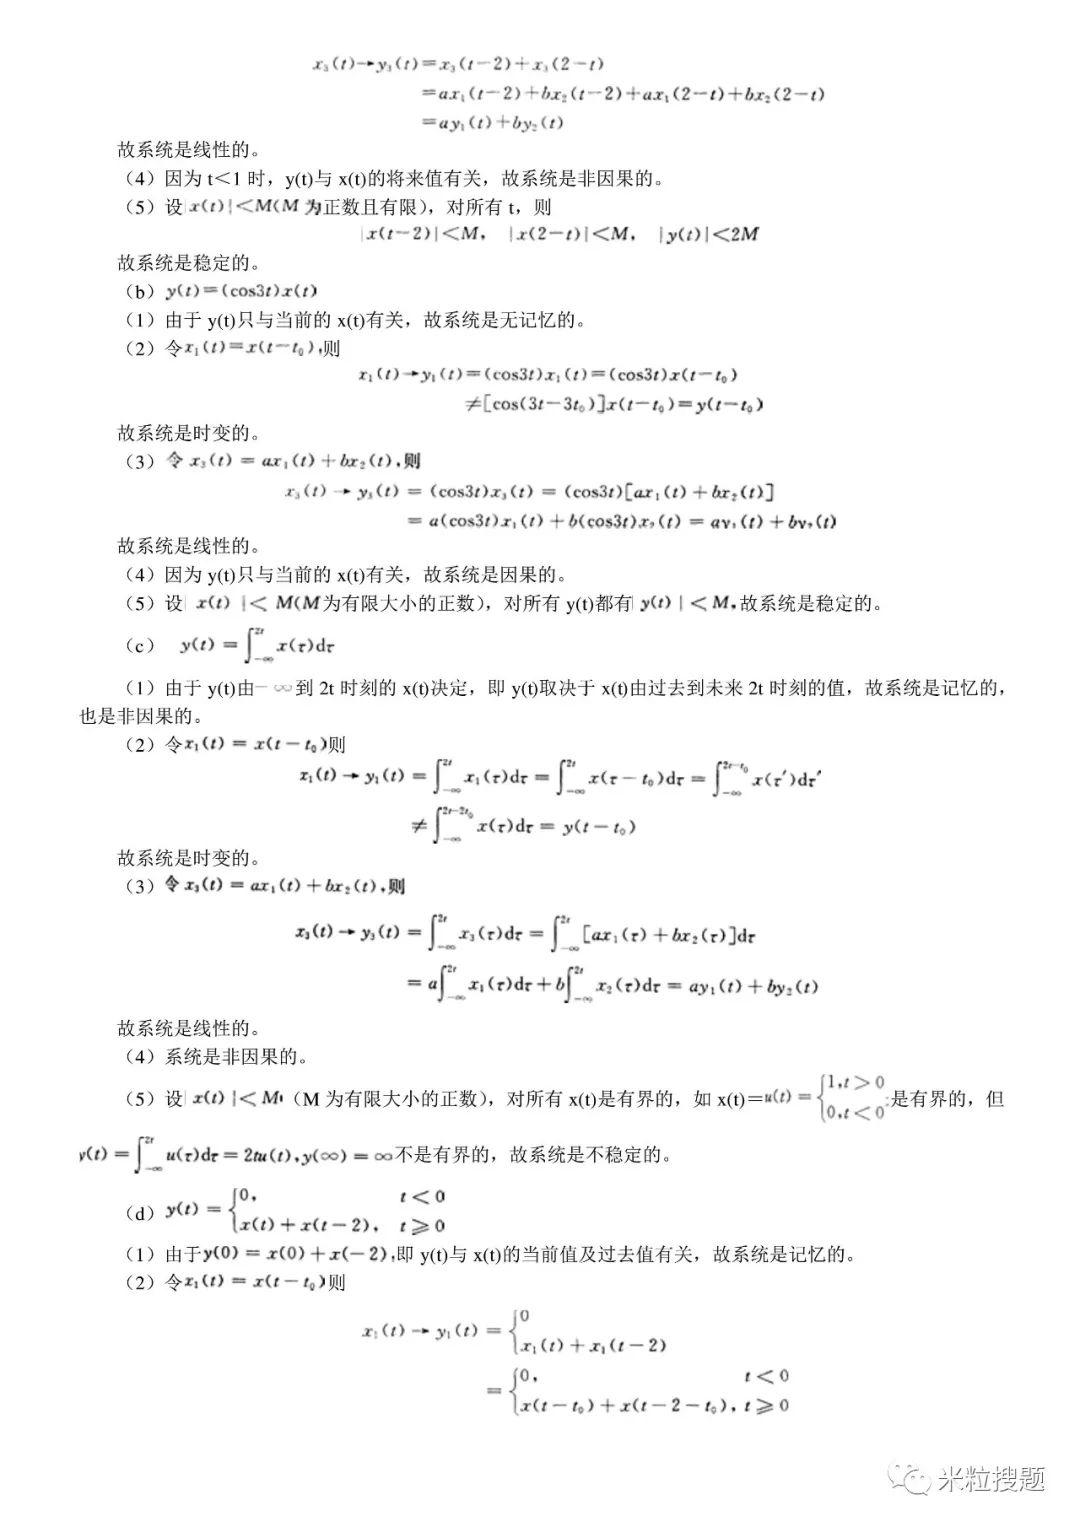 x₃(t)→y₃(t)=x₃(t−2)+x₃(2−t)
=ax₁(t−2)+bx₂(t−2)+ax₁(2−t)+bx₂(2−t)
=ay₁(t)+by₂(t)
故系统是线性的。
（4）因为 t＜1 时，y(t)与 x(t)的将来值有关，故系统是非因果的。
（5）设|x(t)|＜M(M 为正数且有限)，对所有 t，则
|x(t−2)|＜M， |x(2−t)|＜M， |y(t)|＜2M
故系统是稳定的。
（b）y(t)=(cos3t)x(t)
（1）由于 y(t)只与当前的 x(t)有关，故系统是无记忆的。
（2）令x₁(t)=x(t−t₀),则
x₁(t)→y₁(t)=(cos3t)x₁(t)=(cos3t)x(t−t₀)
≠[cos(3t−3t₀)]x(t−t₀)=y(t−t₀)
故系统是时变的。
（3）令 x₃(t) = ax₁(t)+bx₂(t),则
x₃(t) → y₃(t) = (cos3t)x₃(t) = (cos3t)[ax₁(t)+bx₂(t)]
= a(cos3t)x₁(t)+b(cos3t)x₂(t) = ay₁(t)+by₂(t)
故系统是线性的。
（4）因为 y(t)只与当前的 x(t)有关，故系统是因果的。
（5）设| x(t) |＜ M(M 为有限大小的正数)，对所有 y(t)都有| y(t) |＜M,故系统是稳定的。
（c） y(t) = ∫_{−∞}^{2t} x(τ)dτ
（1）由于 y(t)由−∞到 2t 时刻的 x(t)决定，即 y(t)取决于 x(t)由过去到未来 2t 时刻的值，故系统是记忆的，
也是非因果的。
（2）令x₁(t) = x(t−t₀)则
x₁(t) → y₁(t) = ∫_{−∞}^{2t} x₁(τ)dτ = ∫_{−∞}^{2t} x(τ−t₀)dτ = ∫_{−∞}^{2t−t₀} x(τ′)dτ′
≠ ∫_{−∞}^{2t−2t₀} x(τ)dτ = y(t−t₀)
故系统是时变的。
（3）令 x₃(t) = ax₁(t)+bx₂(t),则
x₃(t) → y₃(t) = ∫_{−∞}^{2t} x₃(τ)dτ = ∫_{−∞}^{2t} [ax₁(τ)+bx₂(τ)]dτ
= a∫_{−∞}^{2t} x₁(τ)dτ + b∫_{−∞}^{2t} x₂(τ)dτ = ay₁(t)+by₂(t)
故系统是线性的。
（4）系统是非因果的。
（5）设| x(t) |＜M（M 为有限大小的正数），对所有 x(t)是有界的，如 x(t)＝u(t) = {1,t＞0 0,t＜0 是有界的，但
y(t) = ∫_{−∞}^{2t} u(τ)dτ = 2tu(t),y(∞) = ∞不是有界的，故系统是不稳定的。
（d）y(t) = {0, t＜0
x(t)+x(t−2), t≥0
（1）由于y(0) = x(0)+x(−2),即 y(t)与 x(t)的当前值及过去值有关，故系统是记忆的。
（2）令x₁(t) = x(t−t₀)则
x₁(t) → y₁(t) = {0
x₁(t)+x₁(t−2)
= {0, t＜0
x(t−t₀)+x(t−2−t₀), t≥0
米粒搜题